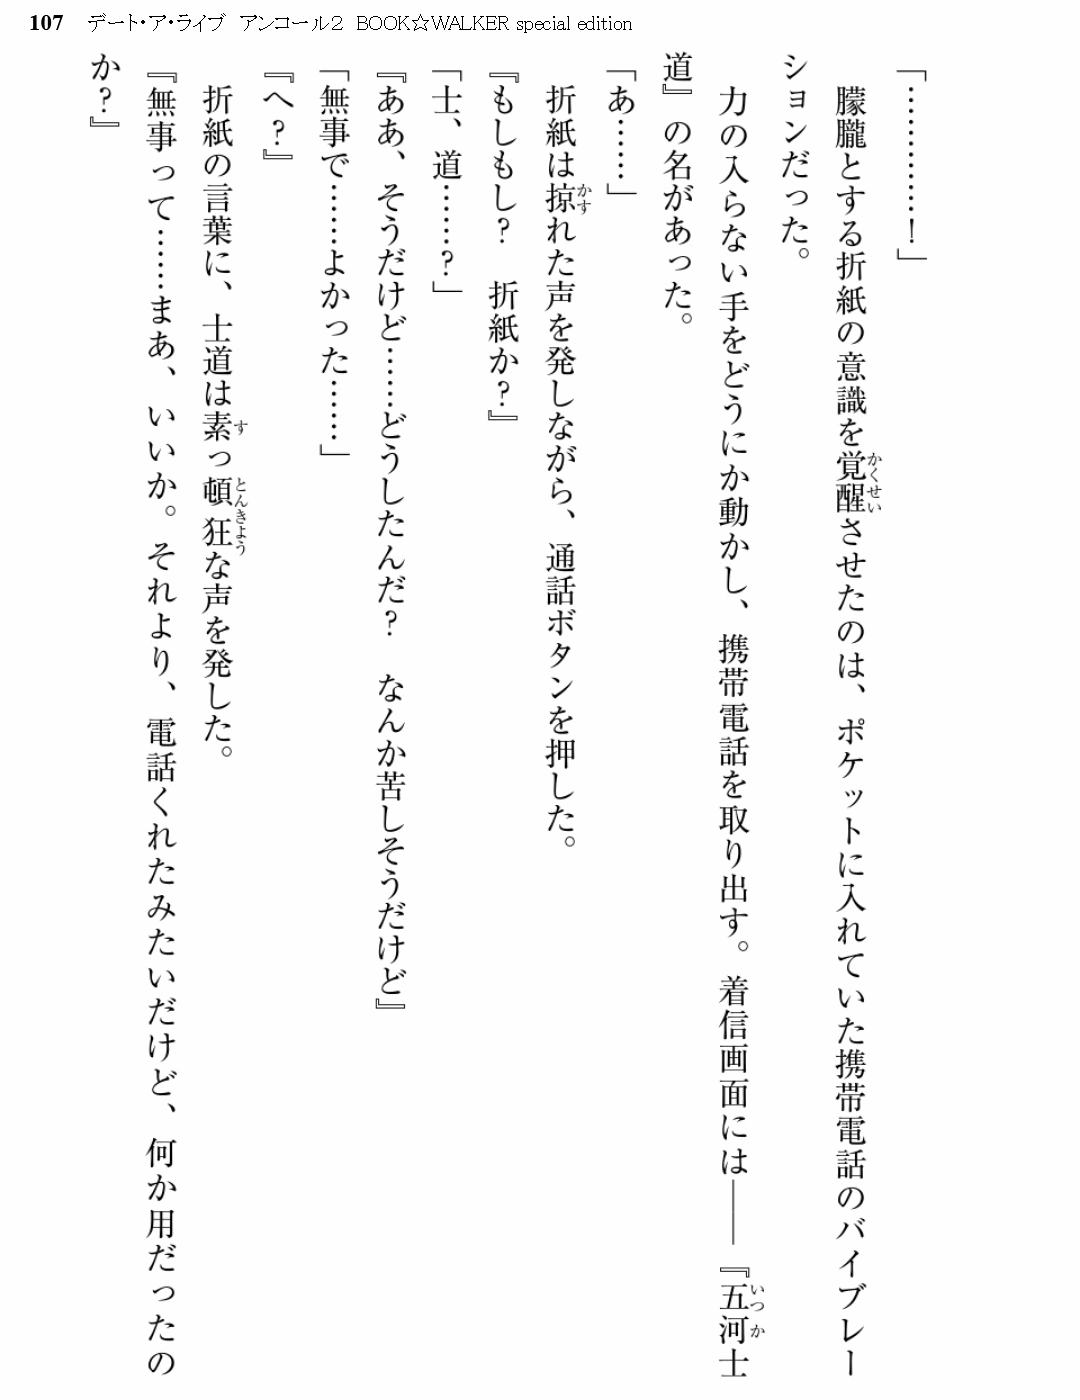 107 デート・ア・ライブ　アンコール２　BOOK☆WALKER special edition
「…………！」
　朦朧とする折紙の意識を覚醒させたのは、ポケットに入れていた携帯電話のバイブレー
ションだった。
　力の入らない手をどうにか動かし、携帯電話を取り出す。着信画面には――『五河士
道』の名があった。
「あ……」
　折紙は掠れた声を発しながら、通話ボタンを押した。
『もしもし？　折紙か？』
「士、道……？」
『ああ、そうだけど……どうしたんだ？　なんか苦しそうだけど』
「無事で……よかった……」
『へ？』
　折紙の言葉に、士道は素っ頓狂な声を発した。
『無事って……まあ、いいか。それより、電話くれたみたいだけど、何か用だったの
か？』